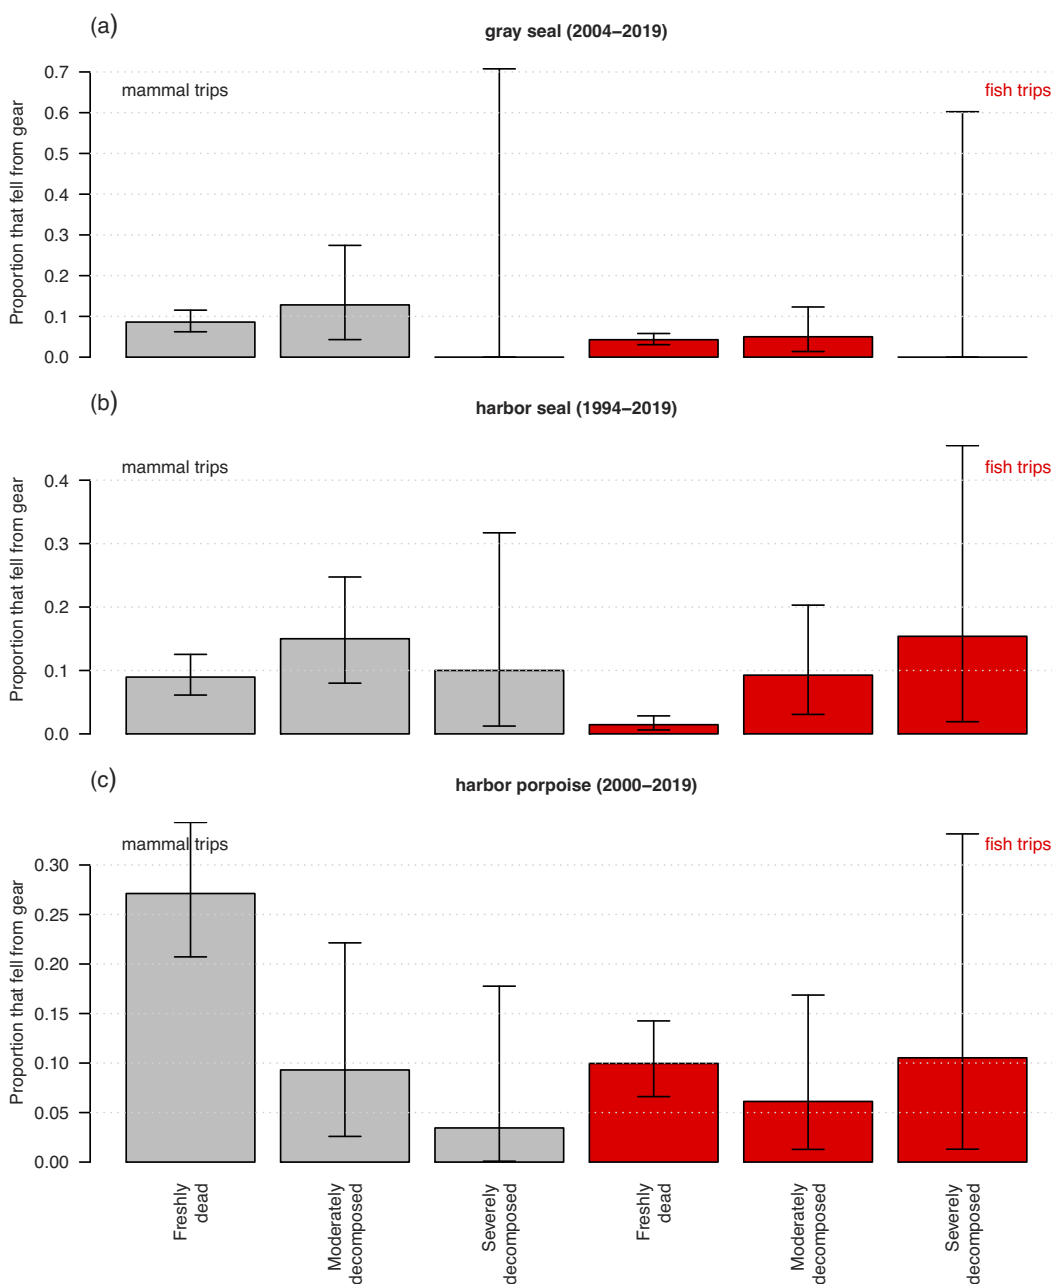 (a)
gray seal (2004–2019)
Proportion that fell from gear
0.7
0.6
0.5
0.4
0.3
0.2
0.1
0.0
mammal trips
fish trips
(b)
harbor seal (1994–2019)
Proportion that fell from gear
0.4
0.3
0.2
0.1
0.0
mammal trips
fish trips
(c)
harbor porpoise (2000–2019)
Proportion that fell from gear
0.30
0.25
0.20
0.15
0.10
0.05
0.00
mammal trips
fish trips
Freshly
dead
Moderately
decomposed
Severely
decomposed
Freshly
dead
Moderately
decomposed
Severely
decomposed